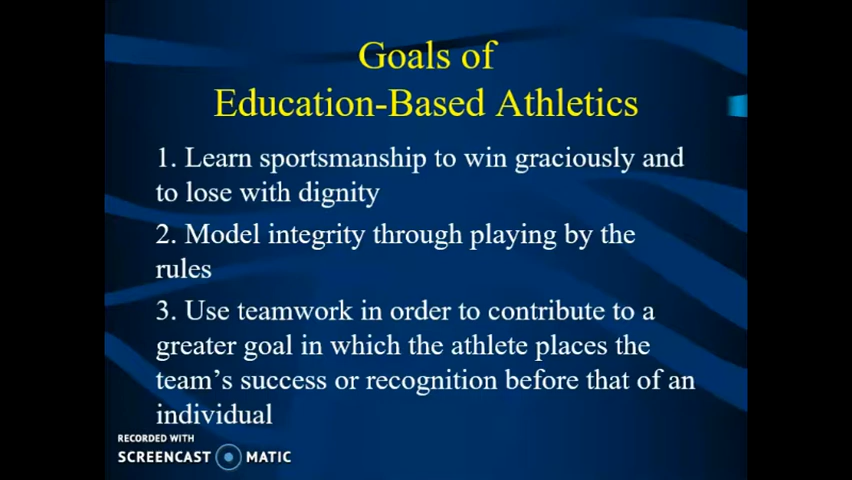 Goals of
Education-Based Athletics
1. Learn sportsmanship to win graciously and
to lose with dignity
2. Model integrity through playing by the
rules
3. Use teamwork in order to contribute to a
greater goal in which the athlete places the
team's success or recognition before that of an
individual
RECORDED WITH
SCREENCAST MATIC